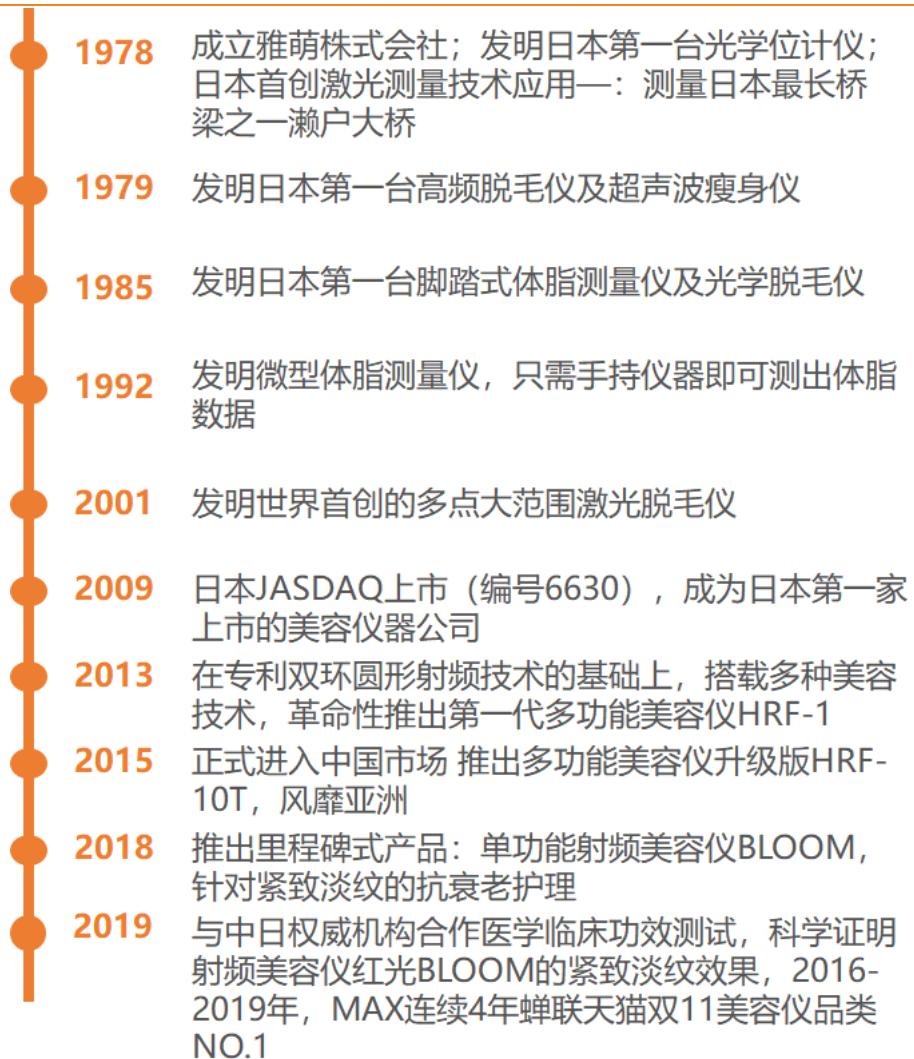 1978
成立雅萌株式会社；发明日本第一台光学位计仪；
日本首创激光测量技术应用—：测量日本最长桥
梁之一濑户大桥
1979
发明日本第一台高频脱毛仪及超声波瘦身仪
1985
发明日本第一台脚踏式体脂测量仪及光学脱毛仪
1992
发明微型体脂测量仪，只需手持仪器即可测出体脂
数据
2001
发明世界首创的多点大范围激光脱毛仪
2009
日本JASDAQ上市（编号6630），成为日本第一家
上市的美容仪器公司
2013
在专利双环圆形射频技术的基础上，搭载多种美容
技术，革命性推出第一代多功能美容仪HRF-1
2015
正式进入中国市场 推出多功能美容仪升级版HRF-
10T，风靡亚洲
2018
推出里程碑式产品：单功能射频美容仪BLOOM，
针对紧致淡纹的抗衰老护理
2019
与中日权威机构合作医学临床功效测试，科学证明
射频美容仪红光BLOOM的紧致淡纹效果，2016-
2019年，MAX连续4年蝉联天猫双11美容仪品类
NO.1